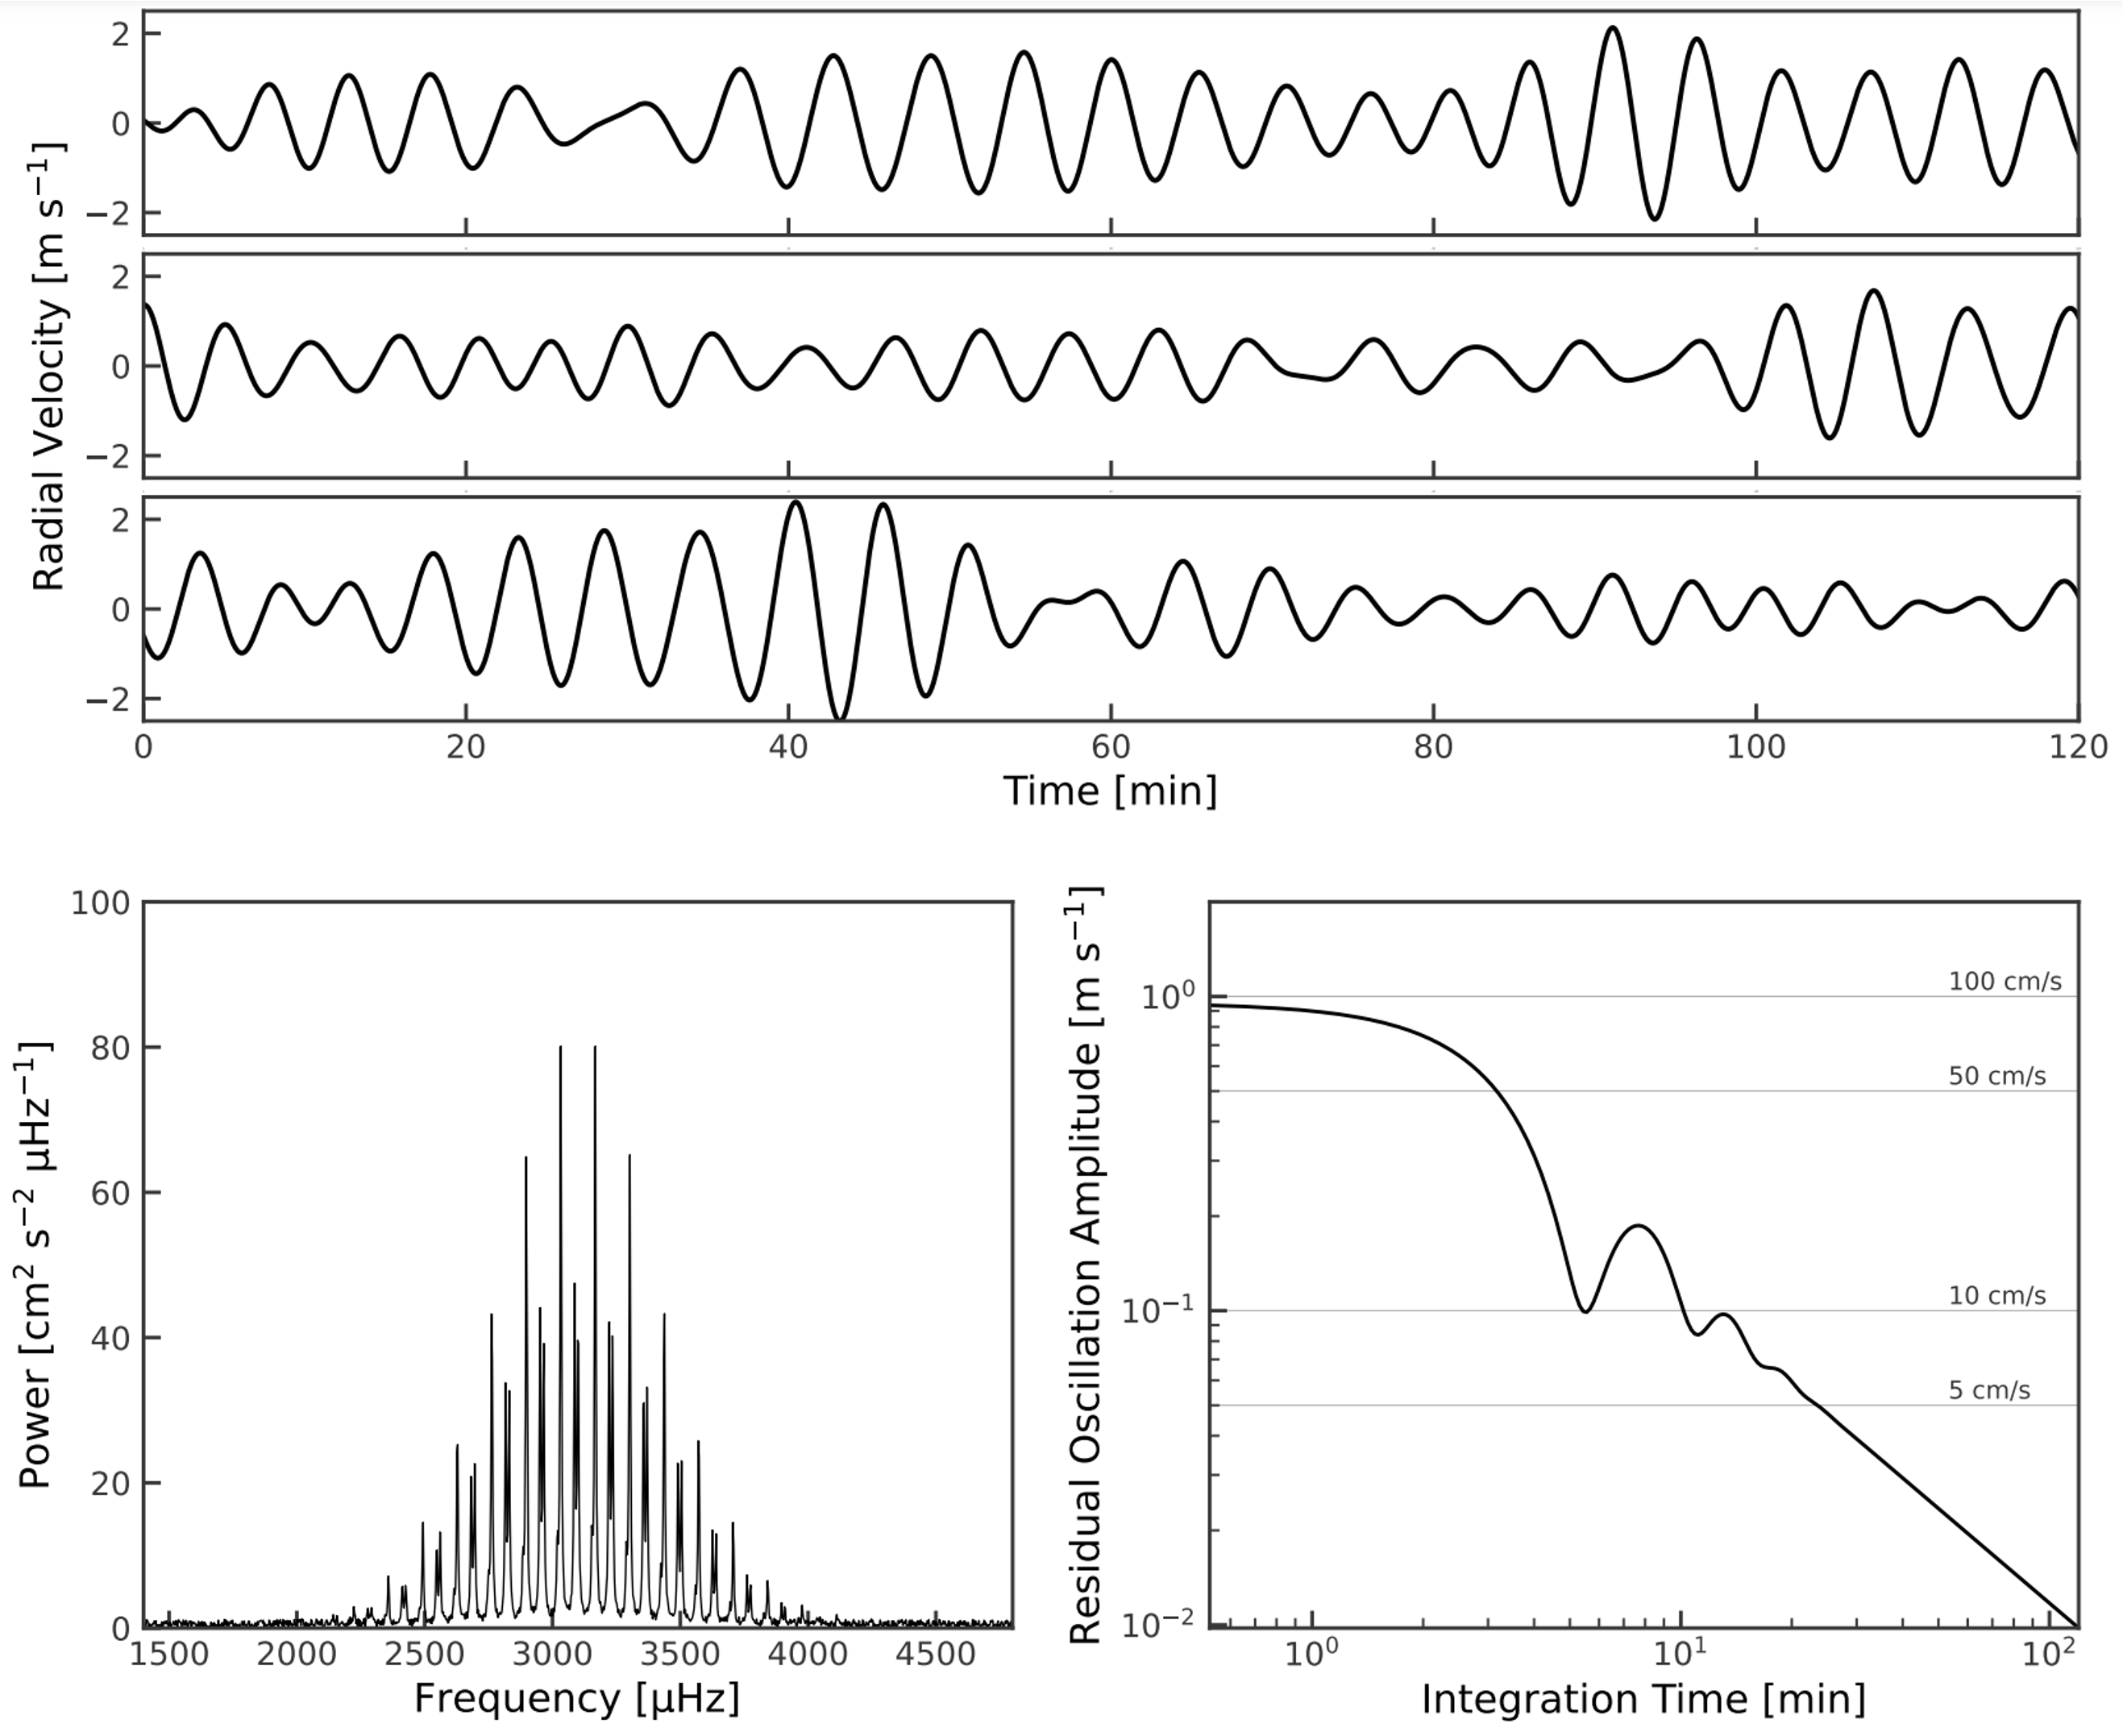 Radial Velocity [m s⁻¹]
2
0
−2
2
0
−2
2
0
−2
0 20 40 60 80 100 120
Time [min]
Power [cm² s⁻² µHz⁻¹]
100
80
60
40
20
0
1500 2000 2500 3000 3500 4000 4500
Frequency [µHz]
Residual Oscillation Amplitude [m s⁻¹]
10⁰
10⁻¹
10⁻²
100 cm/s
50 cm/s
10 cm/s
5 cm/s
10⁰ 10¹ 10²
Integration Time [min]